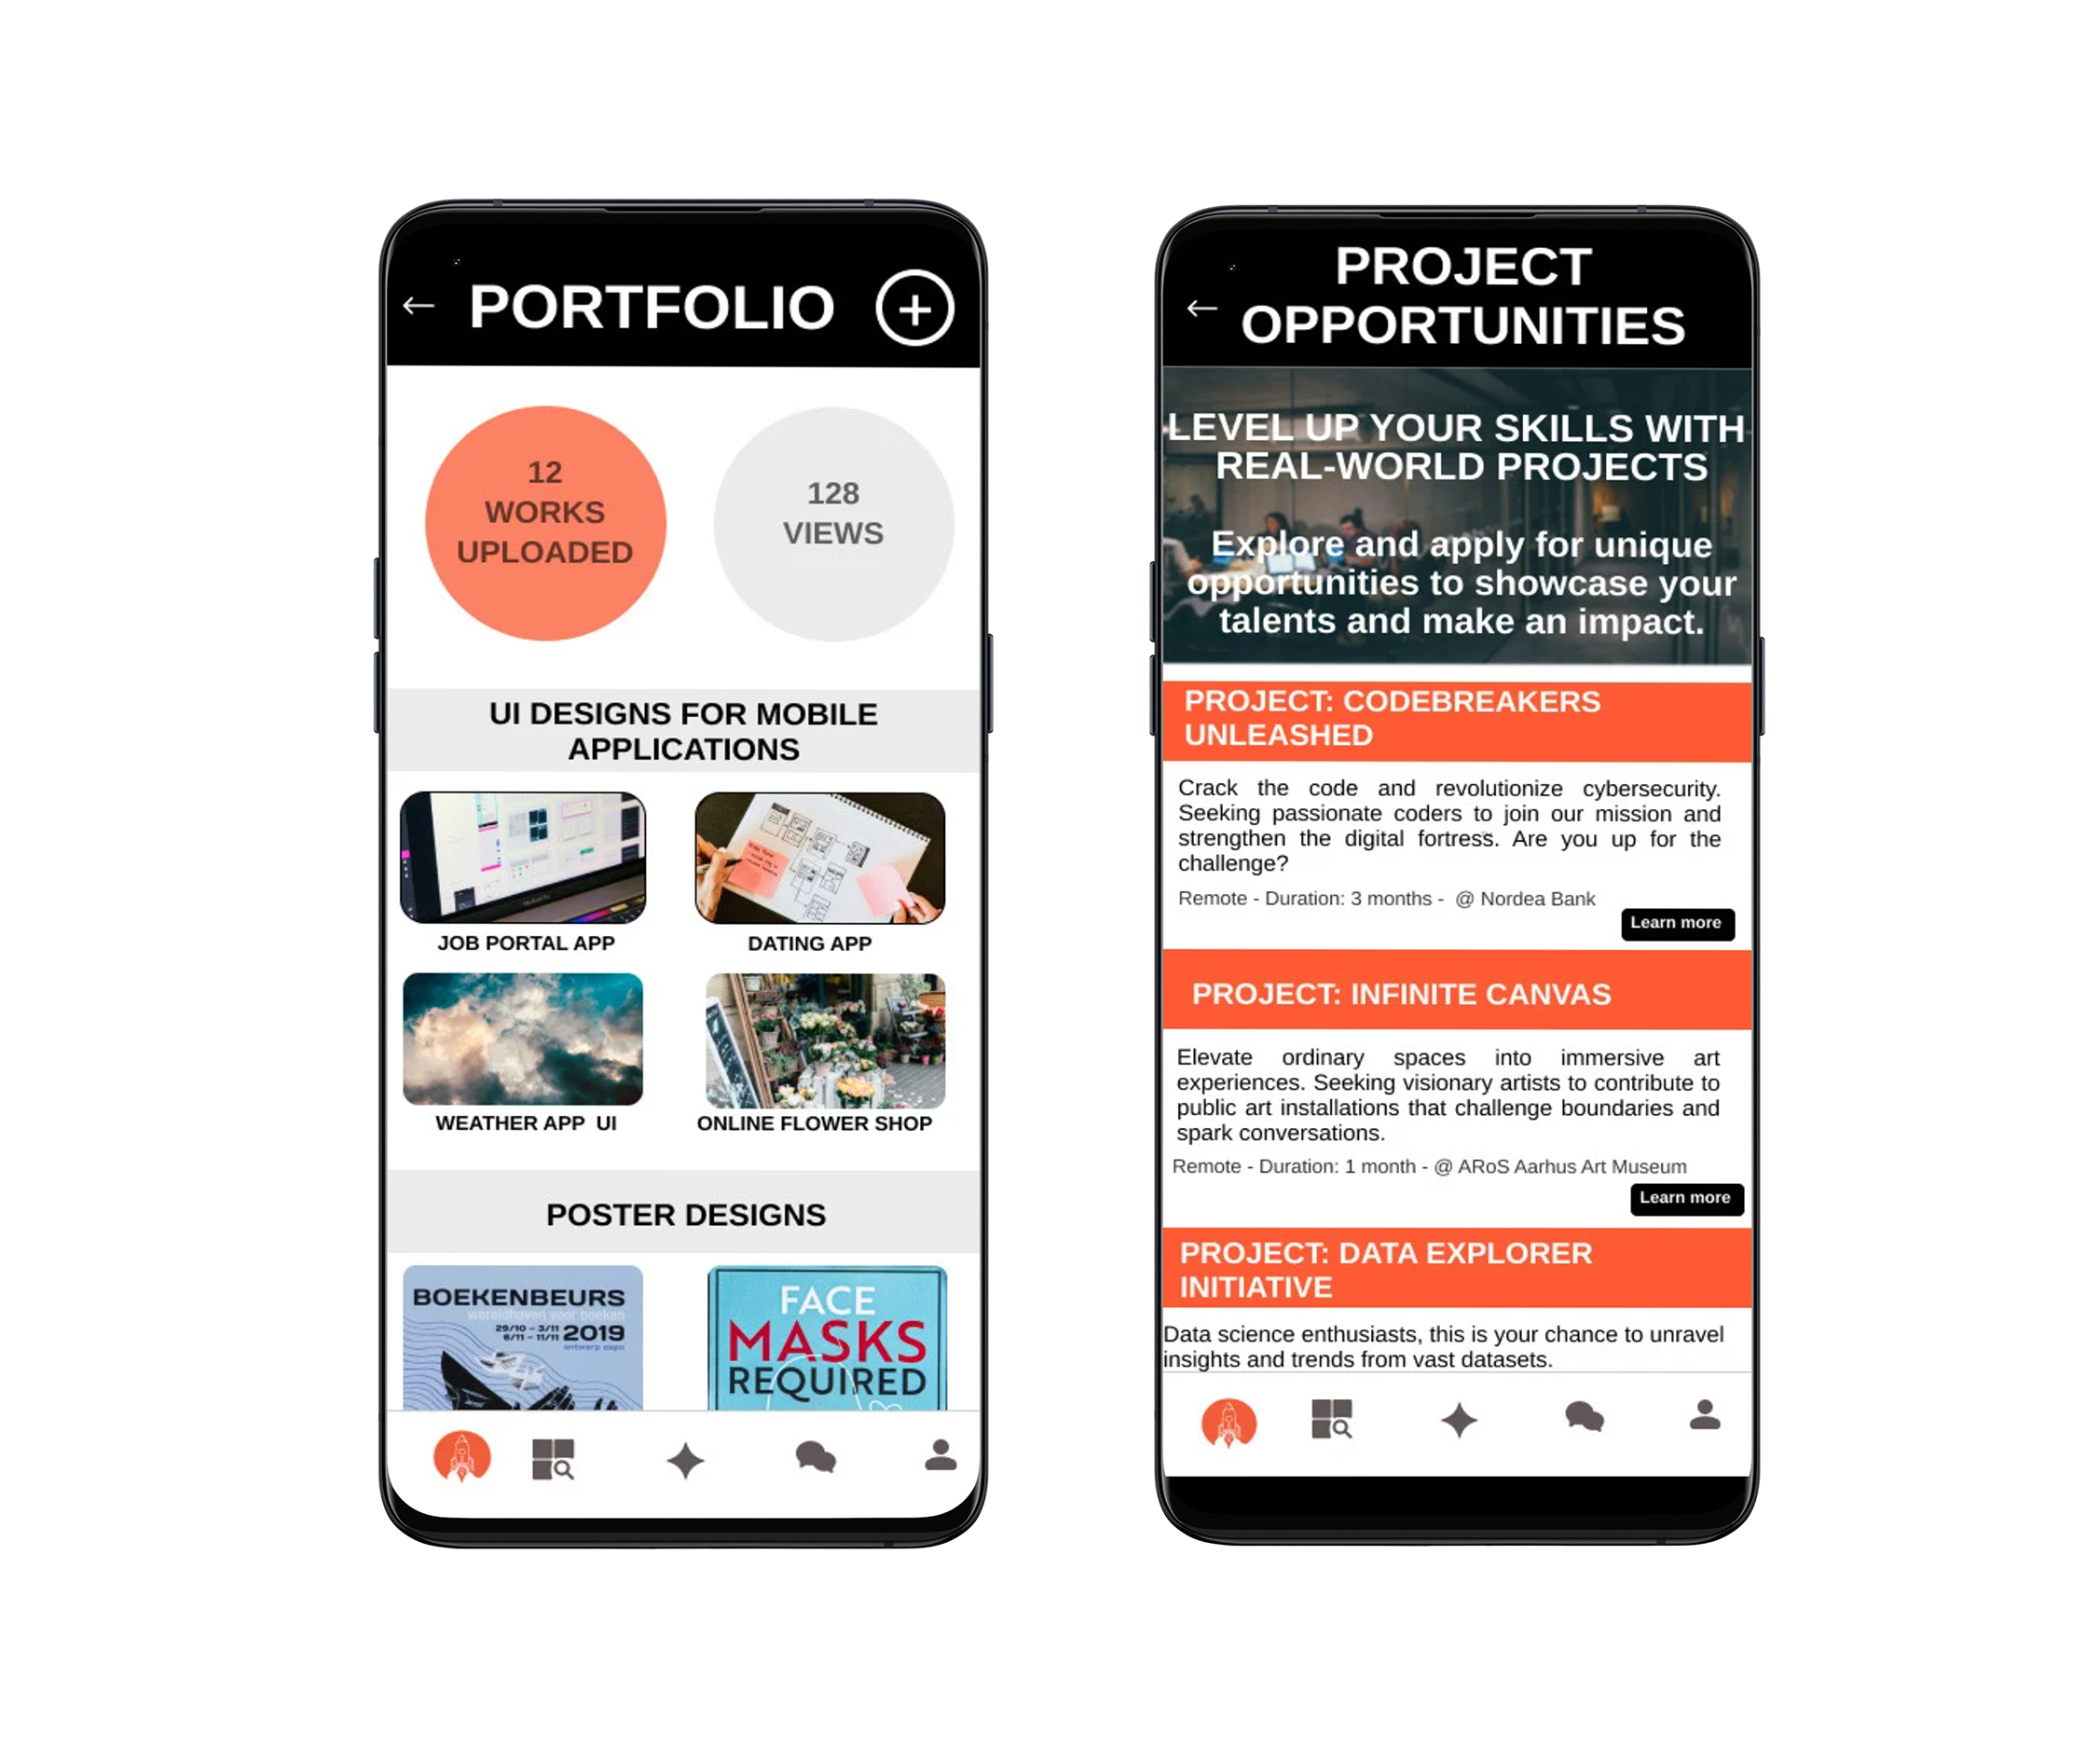 PORTFOLIO
12
WORKS
UPLOADED
128
VIEWS
UI DESIGNS FOR MOBILE
APPLICATIONS
JOB PORTAL APP
DATING APP
WEATHER APP  UI
ONLINE FLOWER SHOP
POSTER DESIGNS
BOEKENBEURS
wereldhaven voor boeken
29/10 – 3/11
6/11 – 11/11 2019
antwerp expo
FACE
MASKS
REQUIRED
PROJECT
OPPORTUNITIES
LEVEL UP YOUR SKILLS WITH
REAL-WORLD PROJECTS
Explore and apply for unique
opportunities to showcase your
talents and make an impact.
PROJECT: CODEBREAKERS
UNLEASHED
Crack the code and revolutionize cybersecurity.
Seeking passionate coders to join our mission and
strengthen the digital fortress. Are you up for the
challenge?
Remote - Duration: 3 months -  @ Nordea Bank
Learn more
PROJECT: INFINITE CANVAS
Elevate ordinary spaces into immersive art
experiences. Seeking visionary artists to contribute to
public art installations that challenge boundaries and
spark conversations.
Remote - Duration: 1 month - @ ARoS Aarhus Art Museum
Learn more
PROJECT: DATA EXPLORER
INITIATIVE
Data science enthusiasts, this is your chance to unravel
insights and trends from vast datasets.